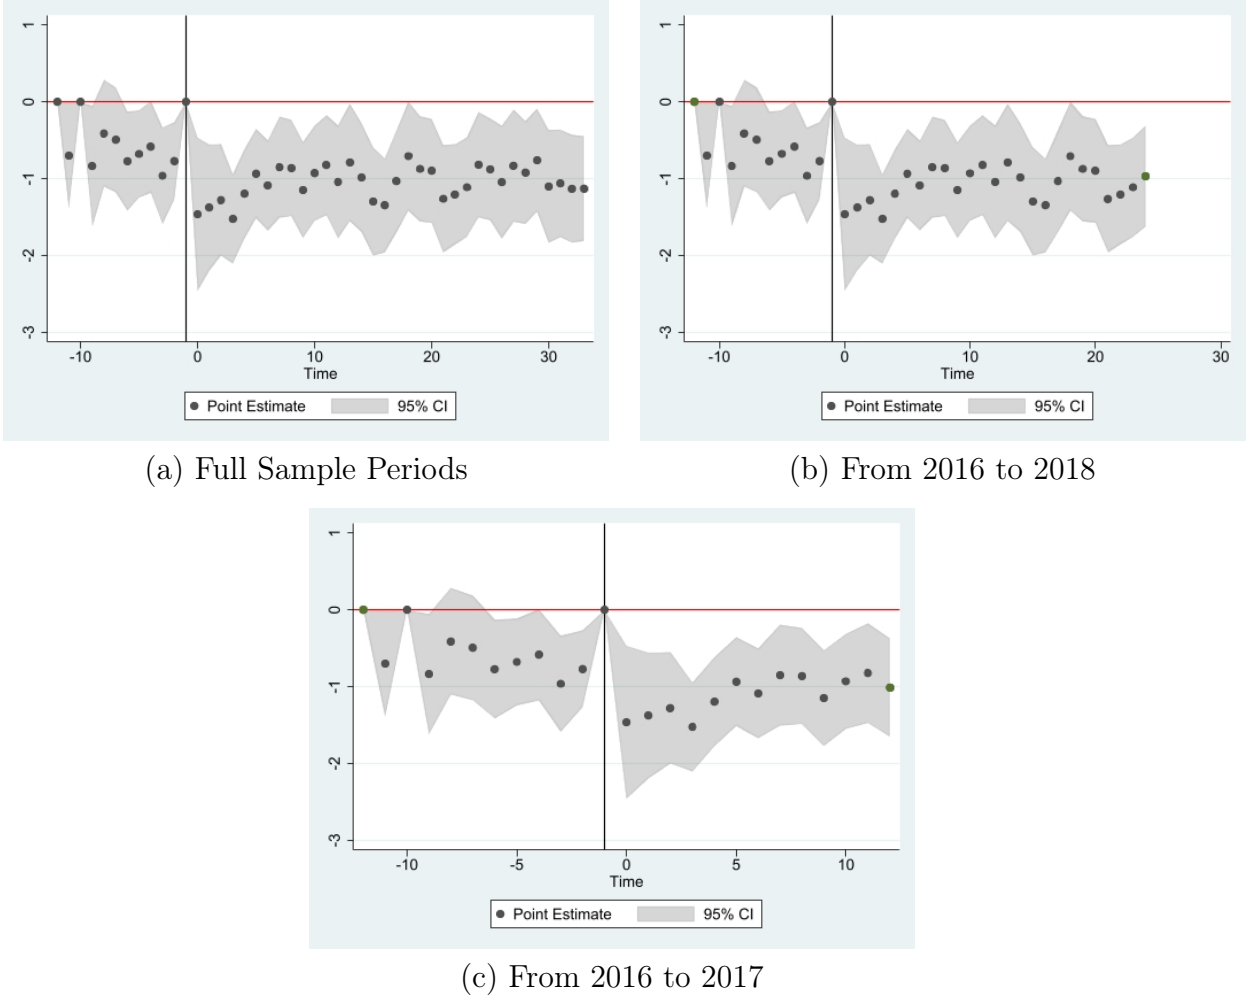 1
0
-1
-2
-3
-10 0 10 20 30
Time
Point Estimate 95% CI
(a) Full Sample Periods
1
0
-1
-2
-3
-10 0 10 20 30
Time
Point Estimate 95% CI
(b) From 2016 to 2018
1
0
-1
-2
-3
-10 -5 0 5 10
Time
Point Estimate 95% CI
(c) From 2016 to 2017